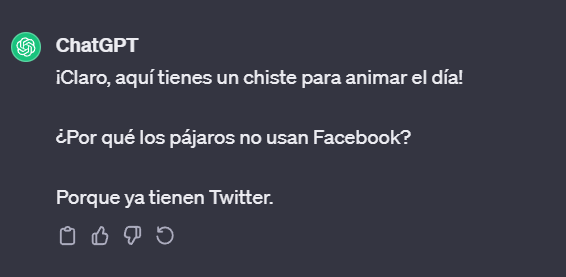 ChatGPT
¡Claro, aquí tienes un chiste para animar el día!
¿Por qué los pájaros no usan Facebook?
Porque ya tienen Twitter.